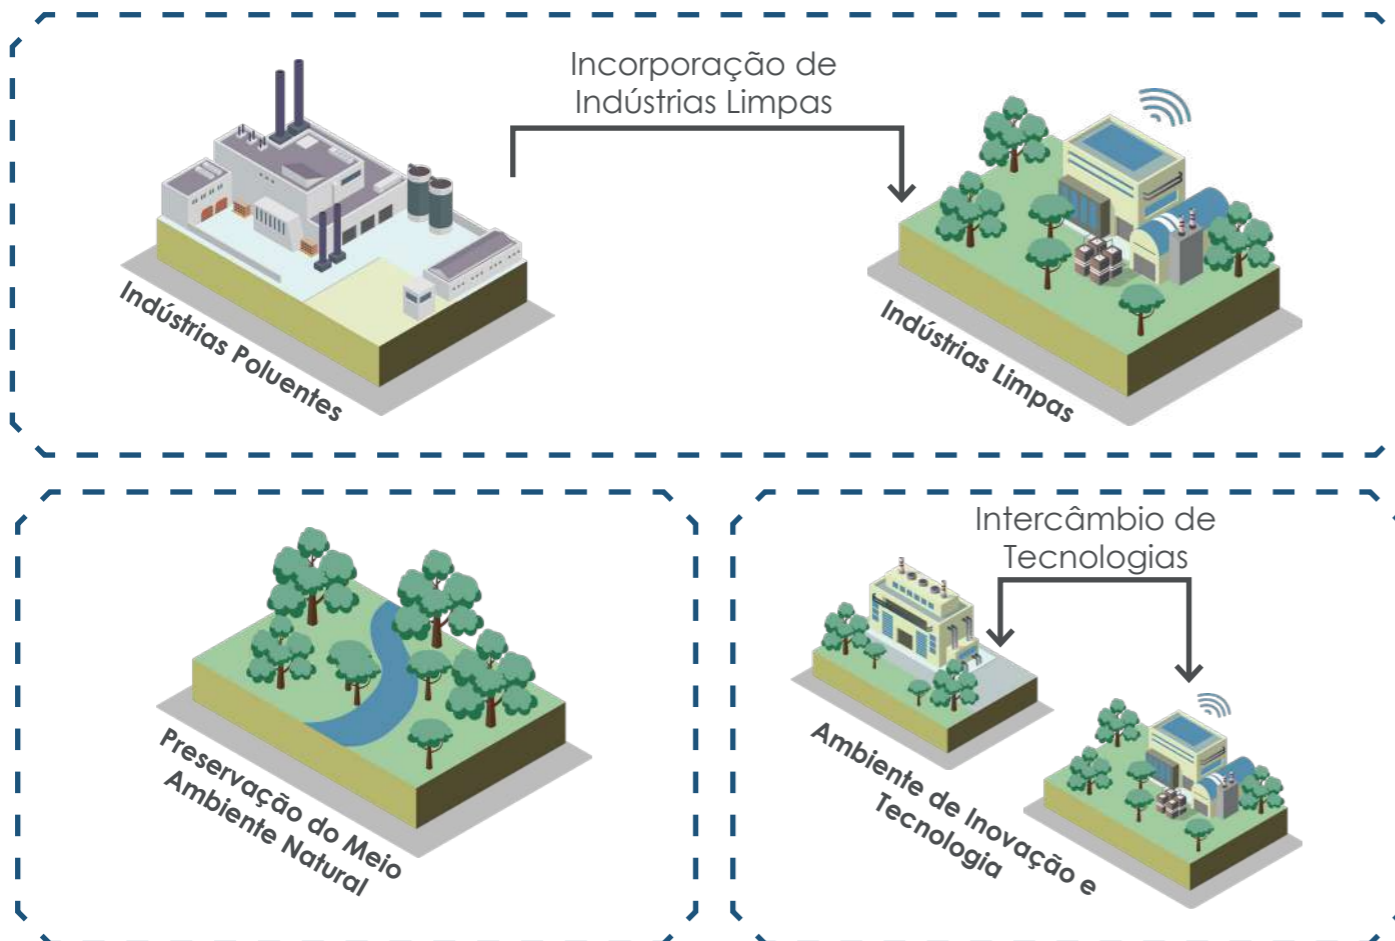 Incorporação de
Indústrias Limpas
Indústrias Poluentes
Indústrias Limpas
Preservação do Meio
Ambiente Natural
Intercâmbio de
Tecnologias
Ambiente de Inovação e
Tecnologia